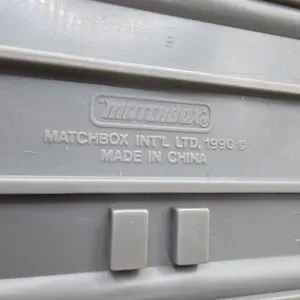 MATCHBOX®
MATCHBOX INT'L LTD. 1990 ©
MADE IN CHINA